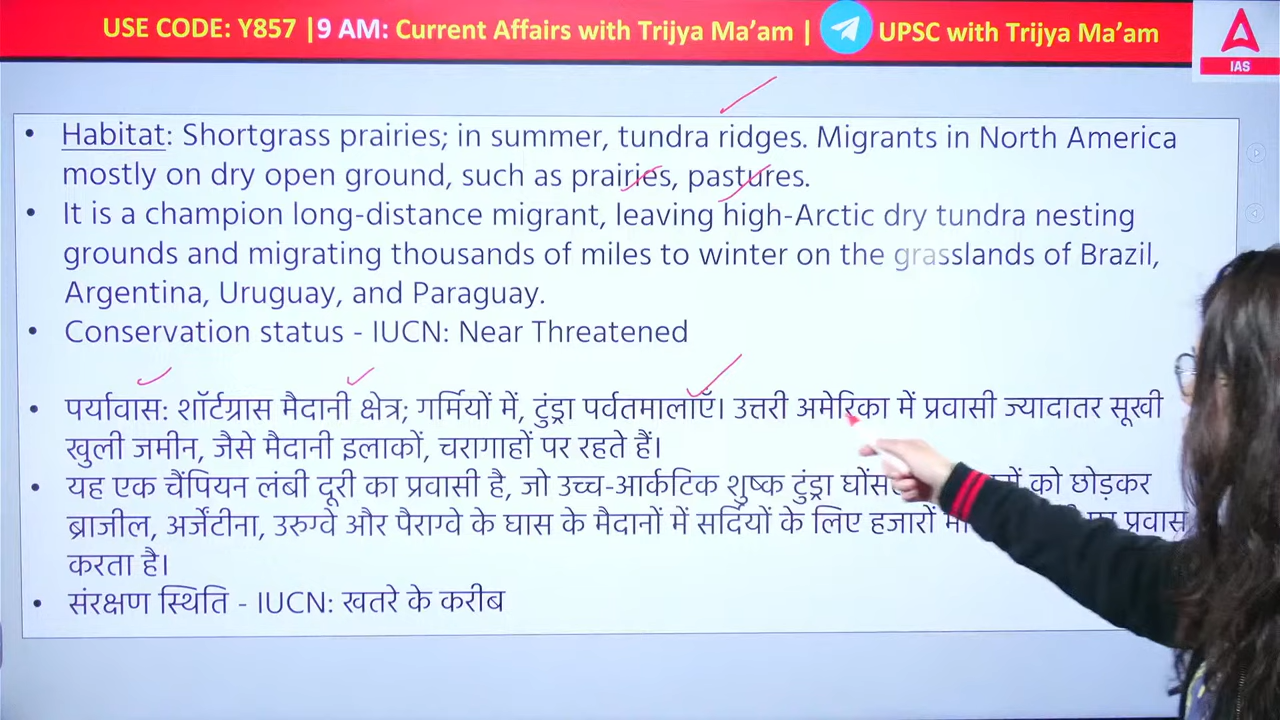 USE CODE: Y857 |9 AM: Current Affairs with Trijya Ma’am | UPSC with Trijya Ma’am
IAS
• Habitat: Shortgrass prairies; in summer, tundra ridges. Migrants in North America
mostly on dry open ground, such as prairies, pastures.
• It is a champion long-distance migrant, leaving high-Arctic dry tundra nesting
grounds and migrating thousands of miles to winter on the grasslands of Brazil,
Argentina, Uruguay, and Paraguay.
• Conservation status - IUCN: Near Threatened
• पर्यावास: शॉर्टग्रास मैदानी क्षेत्र; गर्मियों में, टुंड्रा पर्वतमालाएँ। उत्तरी अमेरिका में प्रवासी ज्यादातर सूखी
खुली जमीन, जैसे मैदानी इलाकों, चरागाहों पर रहते हैं।
• यह एक चैंपियन लंबी दूरी का प्रवासी है, जो उच्च-आर्कटिक शुष्क टुंड्रा को छोड़कर
ब्राजील, अर्जेंटीना, उरुग्वे और पैराग्वे के घास के मैदानों में सर्दियों के लिए हजारों प्रवास
करता है।
• संरक्षण स्थिति - IUCN: खतरे के करीब